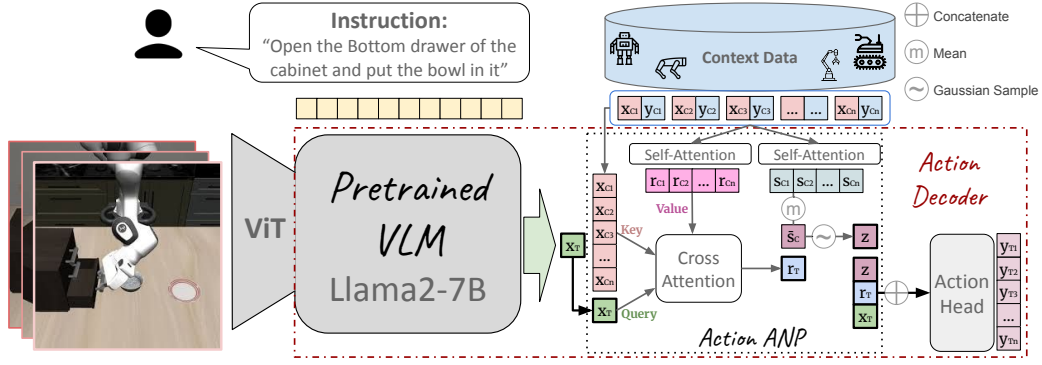 Instruction:
“Open the Bottom drawer of the
cabinet and put the bowl in it”
Context Data
Concatenate
m Mean
~ Gaussian Sample
xC1 yC1 xC2 yC2 xC3 yC3 ... ... xCn yCn
Self-Attention Self-Attention
rC1 rC2 ... rCn
sC1 sC2 ... sCn
Action
Decoder
ViT
Pretrained
VLM
Llama2-7B
xT
xC1
xC2
xC3
...
xCn
xT
Value
Key
Query
Cross
Attention
m
s̄C ~ z
rT
z
rT
xT
Action
Head
yT1
yT2
yT3
...
yTn
Action ANP